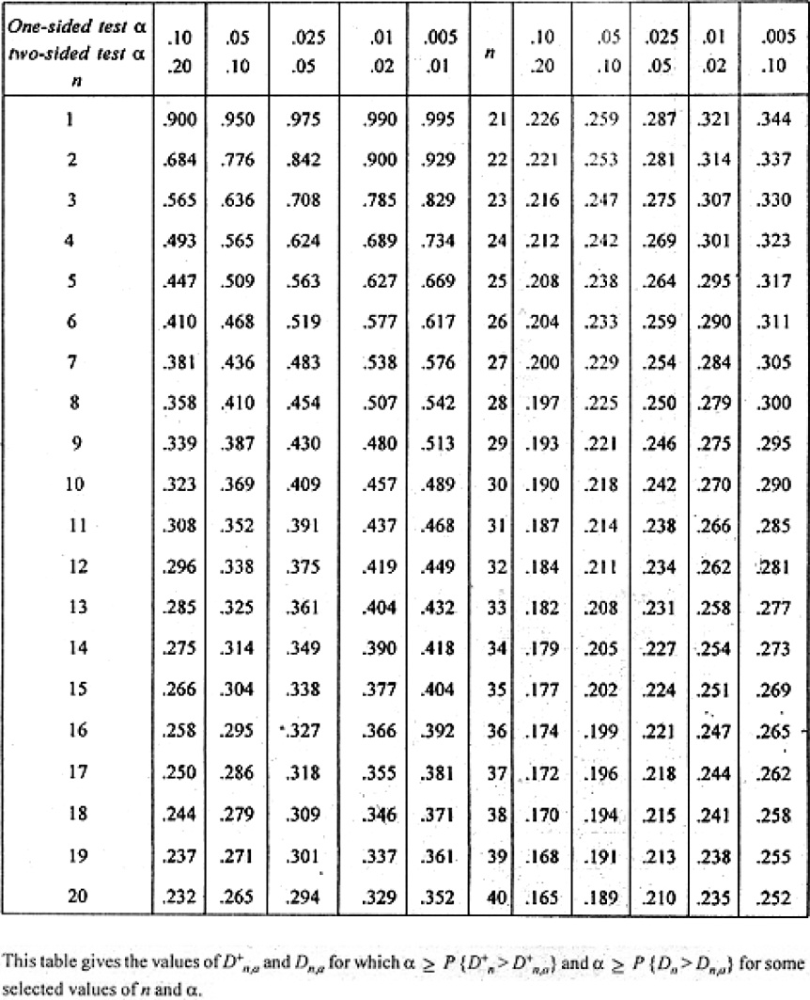 One-sided test α .10 .05 .025 .01 .005 n .10 .05 .025 .01 .005
two-sided test α .20 .10 .05 .02 .01 .20 .10 .05 .02 .10
n
1 .900 .950 .975 .990 .995 21 .226 .259 .287 .321 .344
2 .684 .776 .842 .900 .929 22 .221 .253 .281 .314 .337
3 .565 .636 .708 .785 .829 23 .216 .247 .275 .307 .330
4 .493 .565 .624 .689 .734 24 .212 .242 .269 .301 .323
5 .447 .509 .563 .627 .669 25 .208 .238 .264 .295 .317
6 .410 .468 .519 .577 .617 26 .204 .233 .259 .290 .311
7 .381 .436 .483 .538 .576 27 .200 .229 .254 .284 .305
8 .358 .410 .454 .507 .542 28 .197 .225 .250 .279 .300
9 .339 .387 .430 .480 .513 29 .193 .221 .246 .275 .295
10 .323 .369 .409 .457 .489 30 .190 .218 .242 .270 .290
11 .308 .352 .391 .437 .468 31 .187 .214 .238 .266 .285
12 .296 .338 .375 .419 .449 32 .184 .211 .234 .262 .281
13 .285 .325 .361 .404 .432 33 .182 .208 .231 .258 .277
14 .275 .314 .349 .390 .418 34 .179 .205 .227 .254 .273
15 .266 .304 .338 .377 .404 35 .177 .202 .224 .251 .269
16 .258 .295 .327 .366 .392 36 .174 .199 .221 .247 .265
17 .250 .286 .318 .355 .381 37 .172 .196 .218 .244 .262
18 .244 .279 .309 .346 .371 38 .170 .194 .215 .241 .258
19 .237 .271 .301 .337 .361 39 .168 .191 .213 .238 .255
20 .232 .265 .294 .329 .352 40 .165 .189 .210 .235 .252
This table gives the values of D⁺n,α and Dn,α for which α ≥ P {D⁺n > D⁺n,α} and α ≥ P {Dn > Dn,α} for some
selected values of n and α.